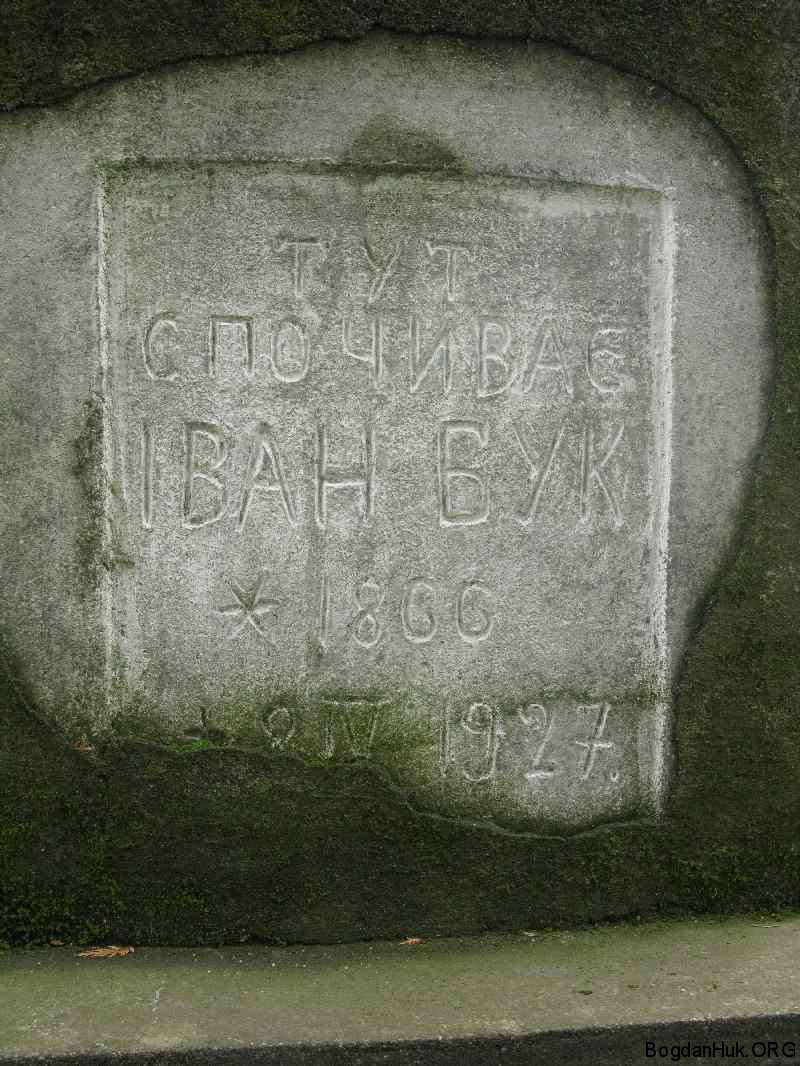 ТУТ
СПОЧИВАЄ
ІВАН БУК
* 1866
+ 9 IV 1927.
BogdanHuk.ORG